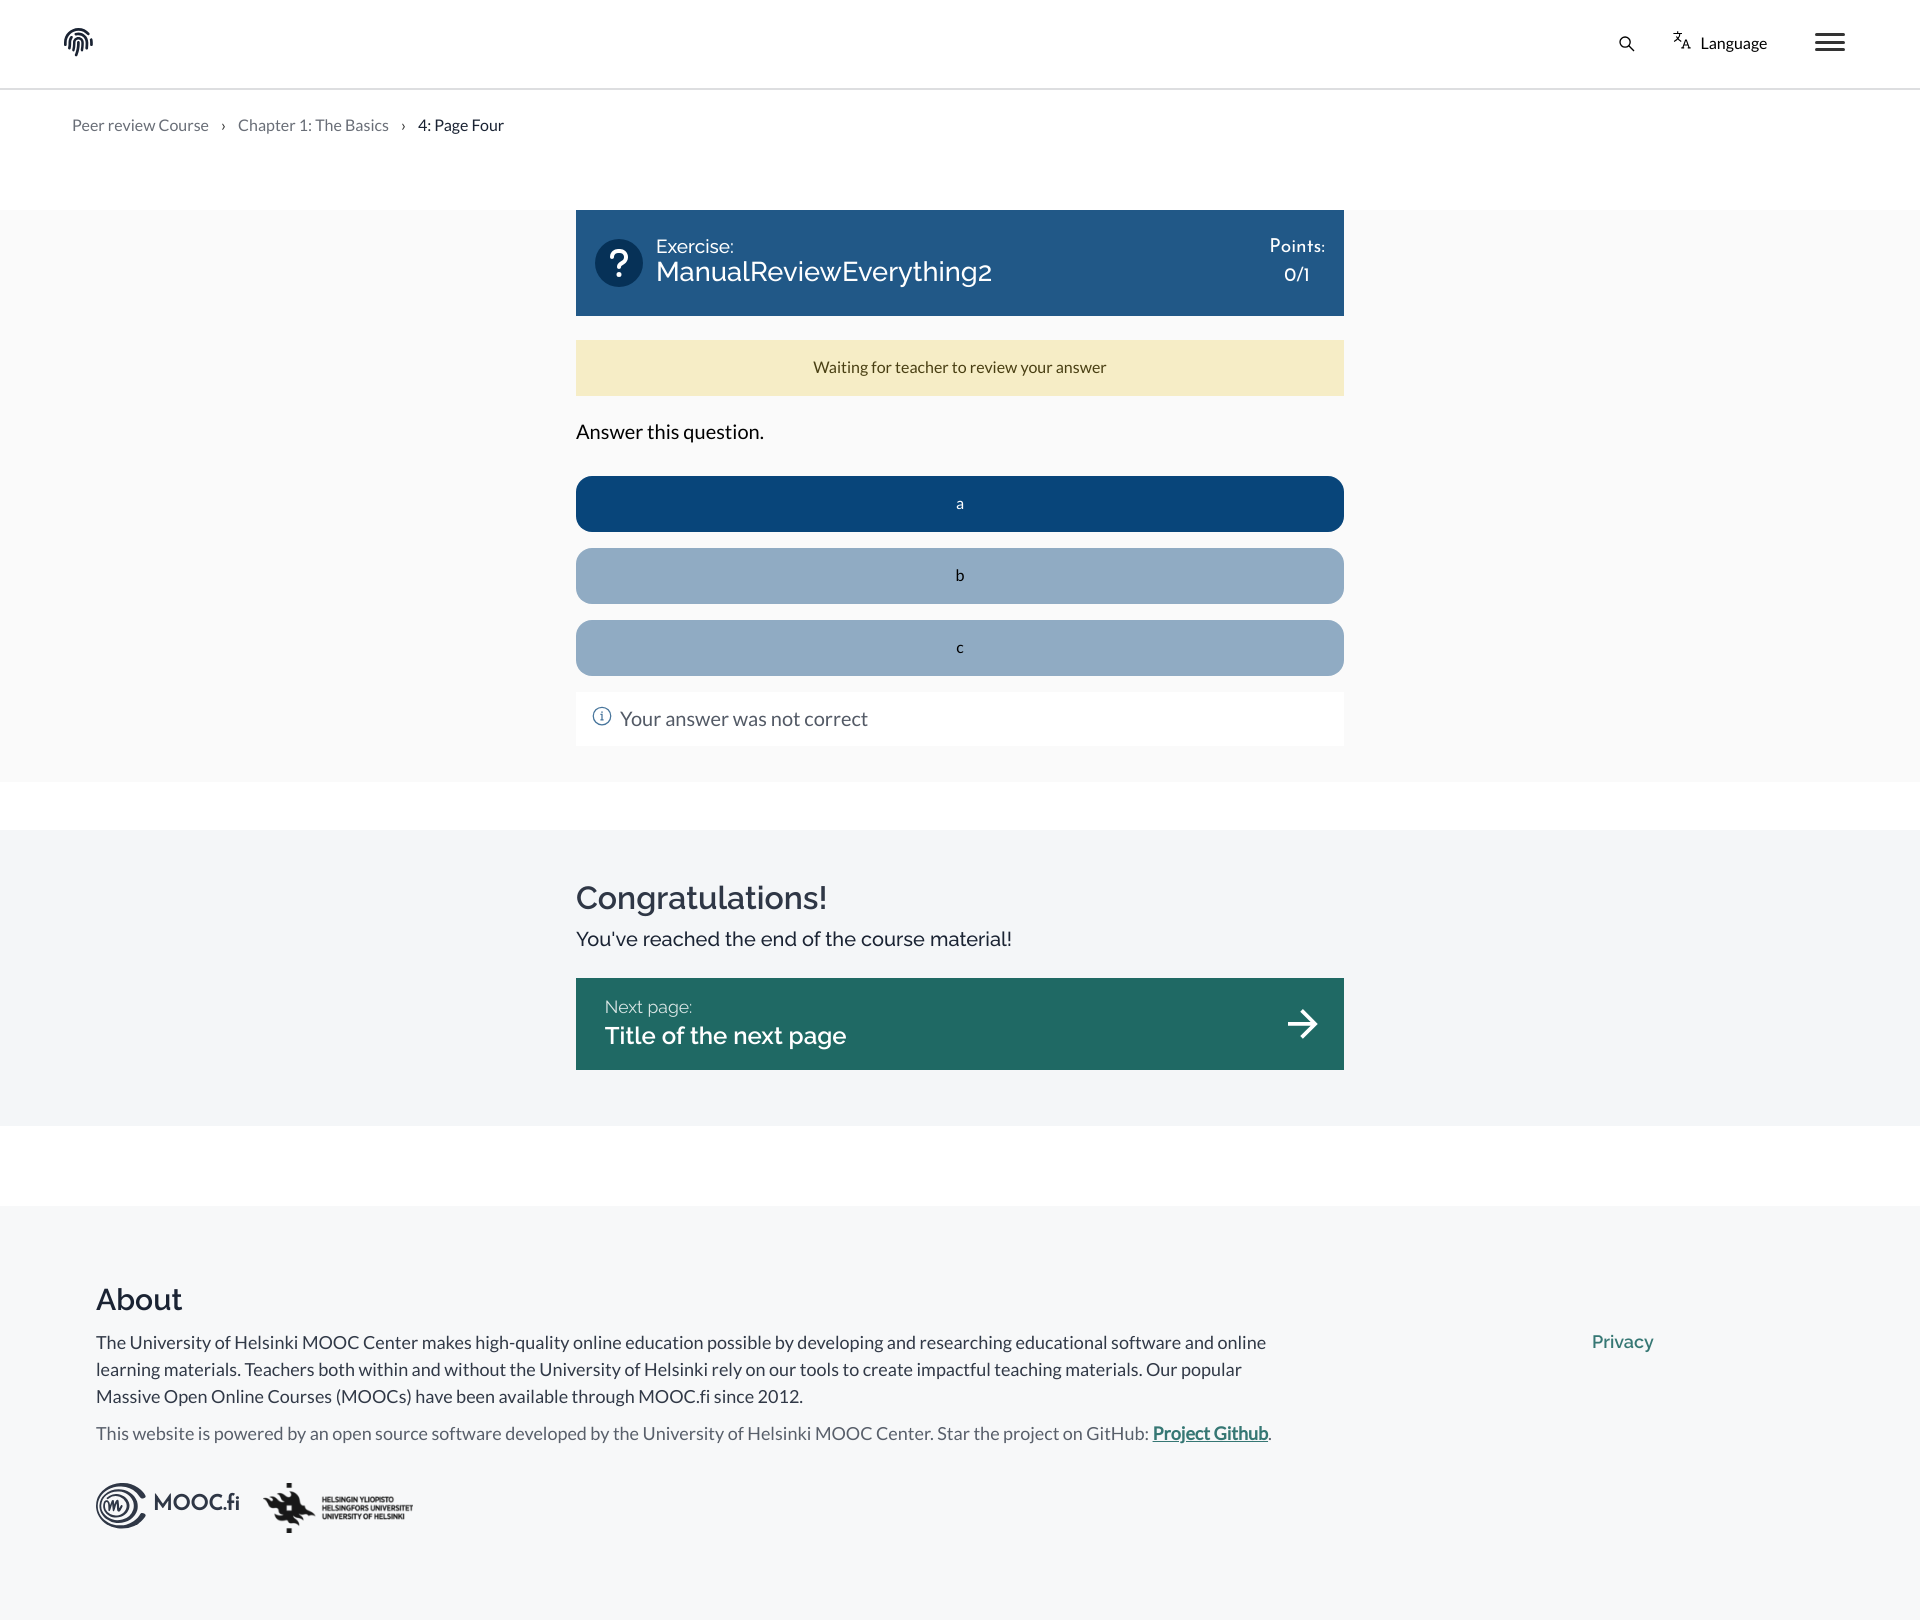 Language
Peer review Course › Chapter 1: The Basics › 4: Page Four
Exercise:
ManualReviewEverything2
Points:
0/1
Waiting for teacher to review your answer
Answer this question.
a
b
c
Your answer was not correct
Congratulations!
You've reached the end of the course material!
Next page:
Title of the next page
About
The University of Helsinki MOOC Center makes high-quality online education possible by developing and researching educational software and online
learning materials. Teachers both within and without the University of Helsinki rely on our tools to create impactful teaching materials. Our popular
Massive Open Online Courses (MOOCs) have been available through MOOC.fi since 2012.
This website is powered by an open source software developed by the University of Helsinki MOOC Center. Star the project on GitHub: Project Github.
Privacy
MOOC.fi
HELSINGIN YLIOPISTO
HELSINGFORS UNIVERSITET
UNIVERSITY OF HELSINKI